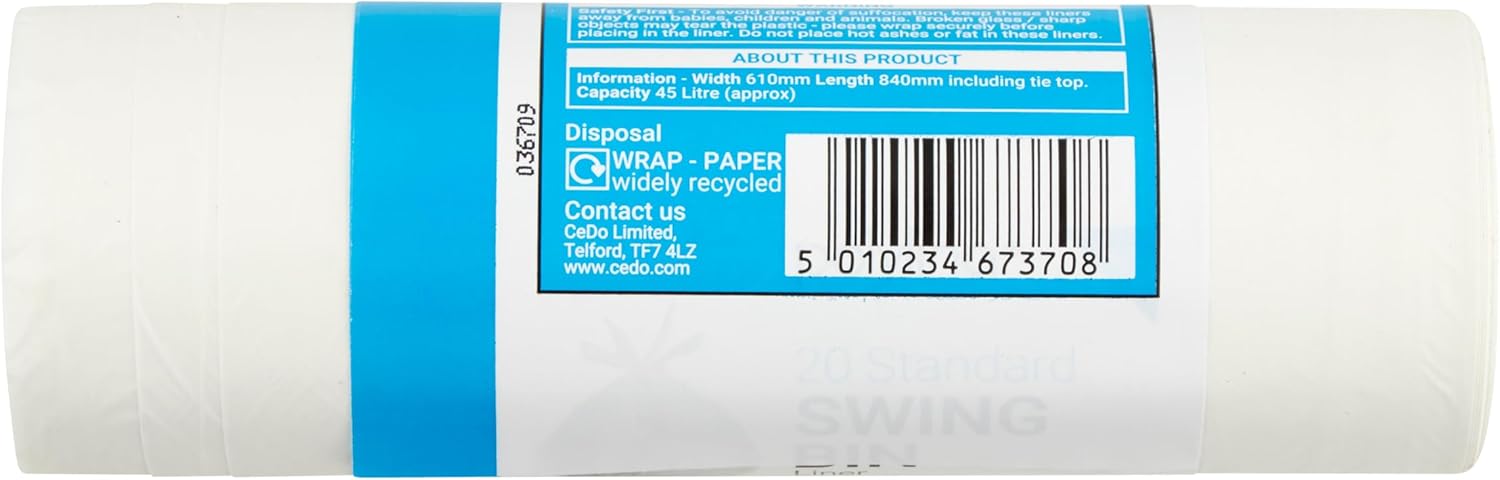 WARNING
Safety First - To avoid danger of suffocation, keep these liners
away from babies, children and animals. Broken glass / sharp
objects may tear the plastic - please wrap securely before
placing in the liner. Do not place hot ashes or fat in these liners.
ABOUT THIS PRODUCT
Information - Width 610mm Length 840mm including tie top.
Capacity 45 Litre (approx)
036709
Disposal
WRAP - PAPER
widely recycled
Contact us
CeDo Limited,
Telford, TF7 4LZ
www.cedo.com
5 010234 673708
20 Standard
SWING
BIN
Liner